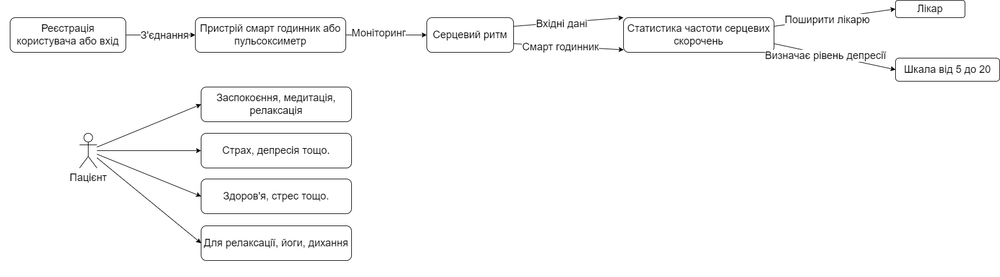 Реєстрація
користувача або вхід
З'єднання
Пристрій смарт годинник або
пульсоксиметр
Моніторинг
Серцевий ритм
Вхідні дані
Смарт годинник
Статистика частоти серцевих
скорочень
Поширити лікарю
Лікар
Визначає рівень депресії
Шкала від 5 до 20
Пацієнт
Заспокоєння, медитація,
релаксація
Страх, депресія тощо.
Здоров'я, стрес тощо.
Для релаксації, йоги, дихання